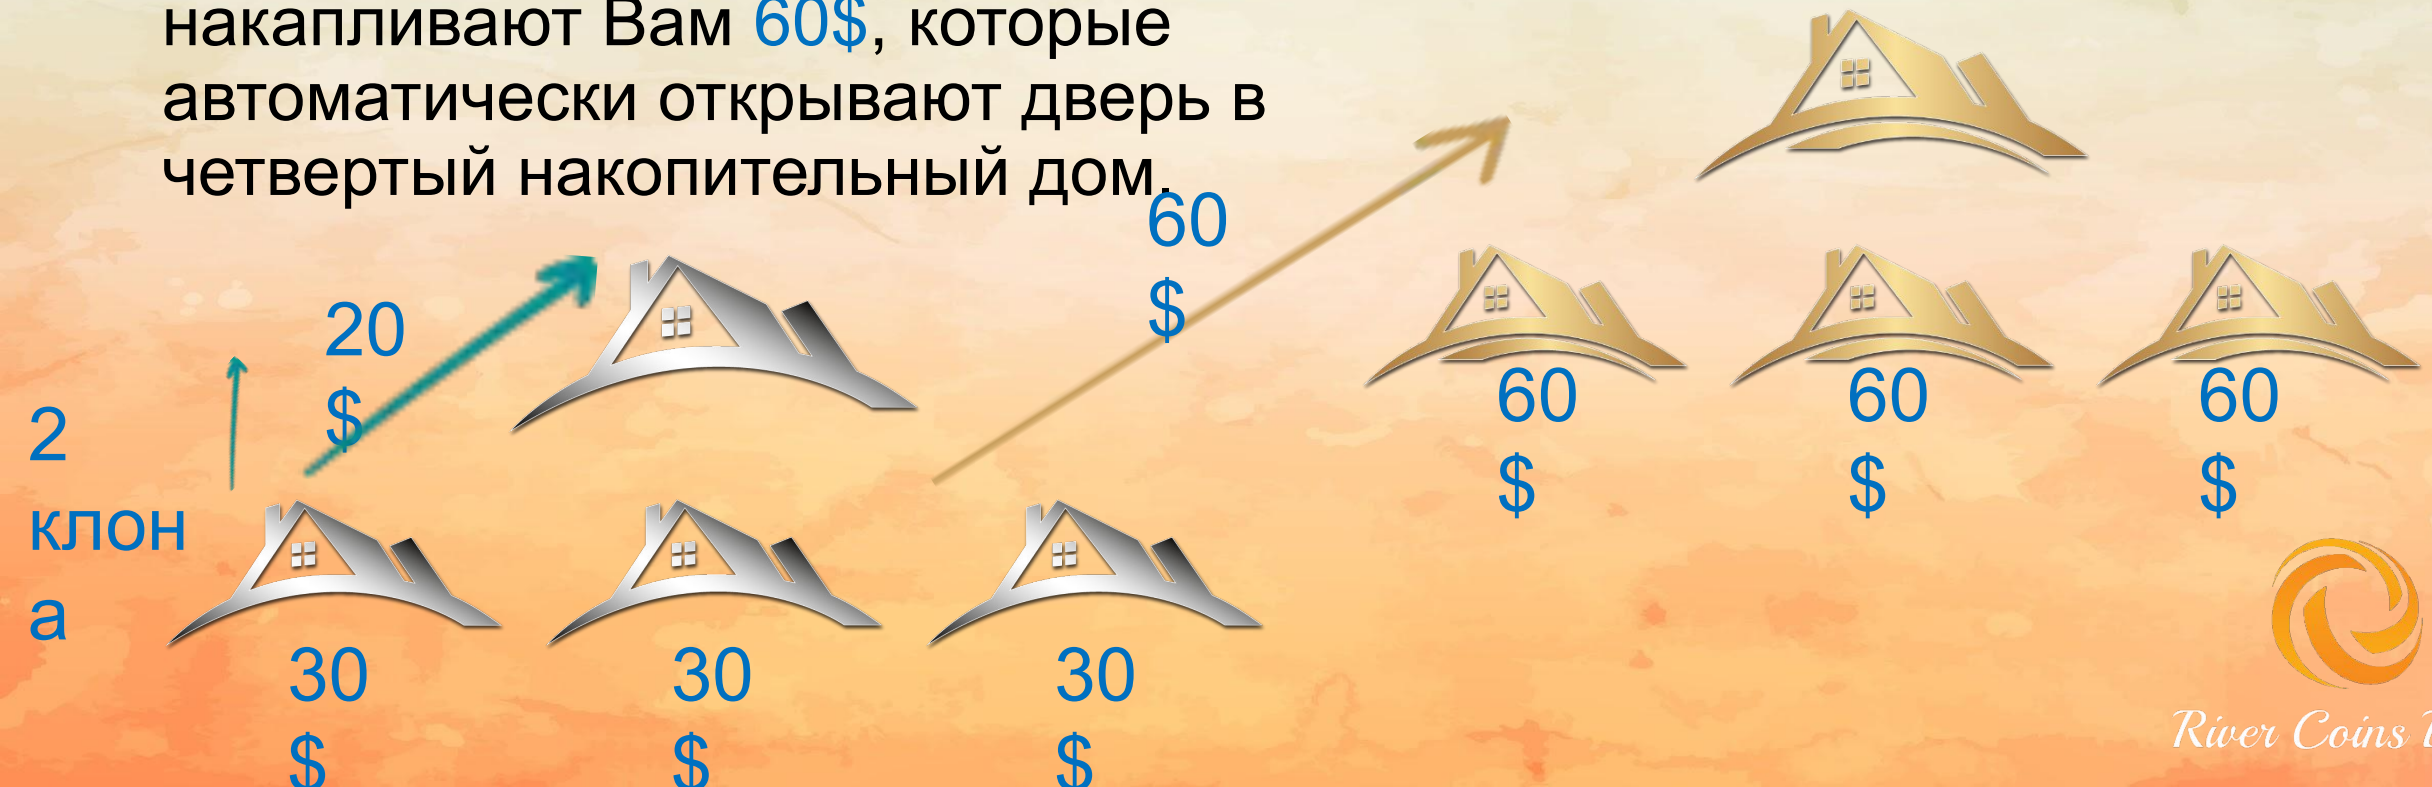 накапливают Вам 60$, которые
автоматически открывают дверь в
четвертый накопительный дом.
60
$
20
$
2
клон
а
60
$
60
$
60
$
30
$
30
$
30
$
River Coins